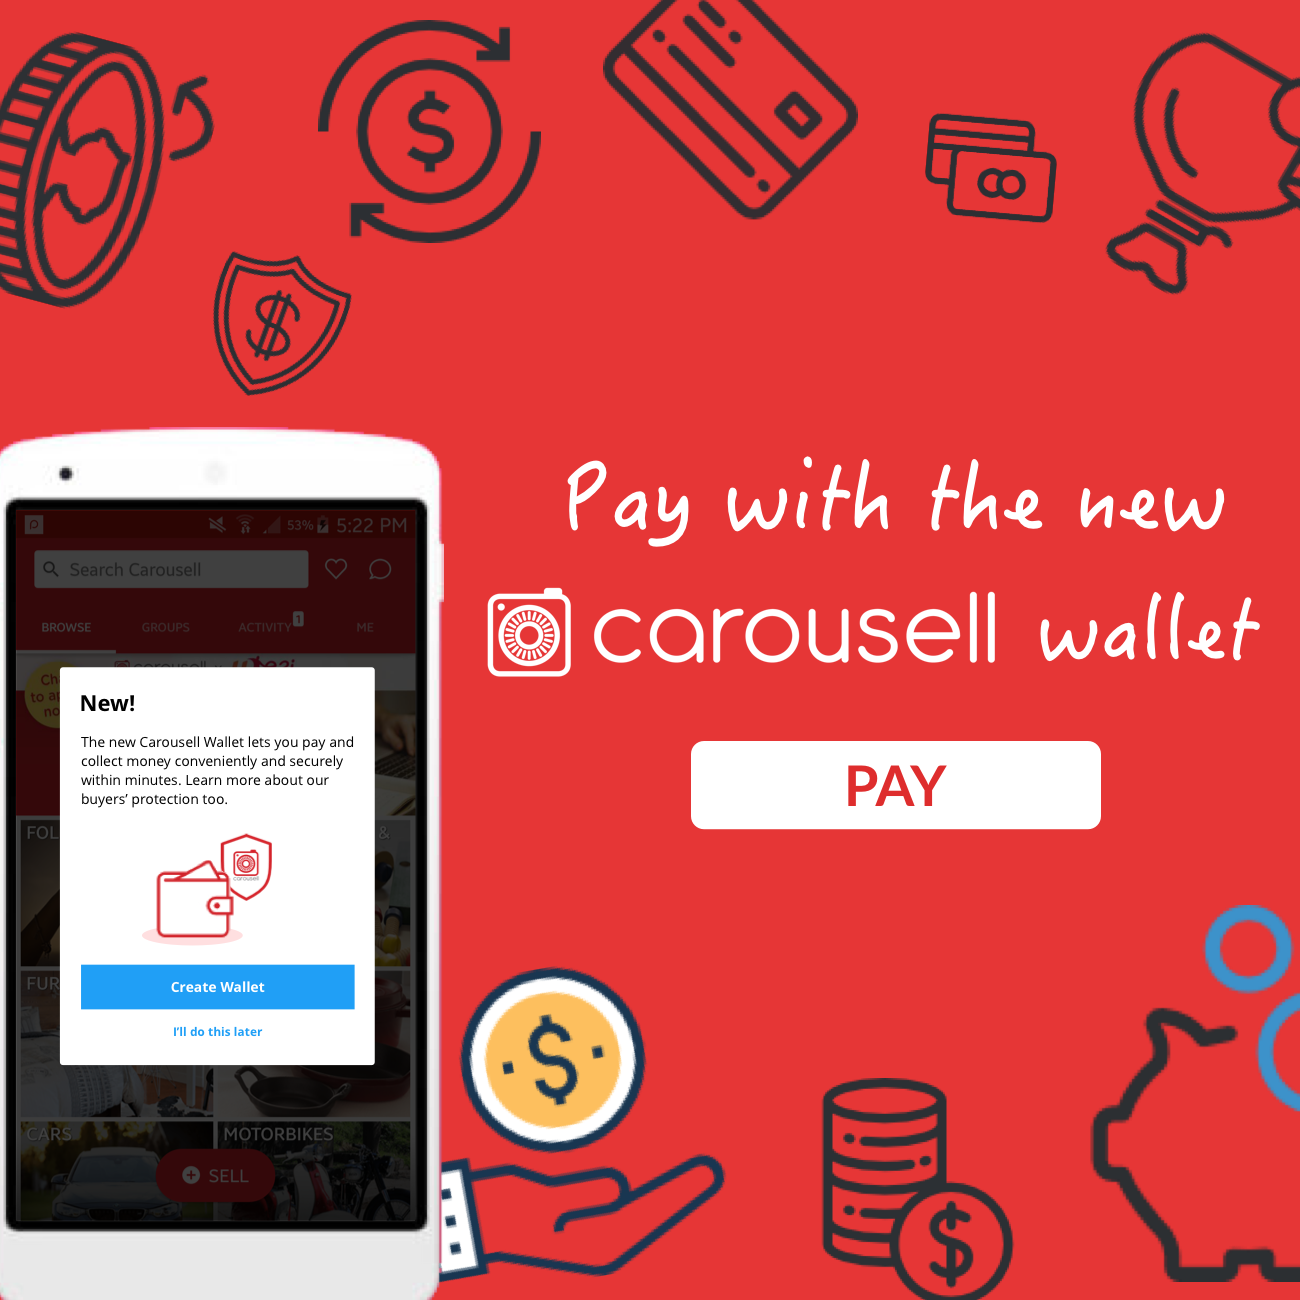 Pay with the new
carousell wallet
PAY
53% 5:22 PM
Search Carousell
BROWSE GROUPS ACTIVITY 1 ME
carousell
New!
The new Carousell Wallet lets you pay and
collect money conveniently and securely
within minutes. Learn more about our
buyers' protection too.
&
carousell
Create Wallet
I'll do this later
CARS MOTORBIKES
SELL